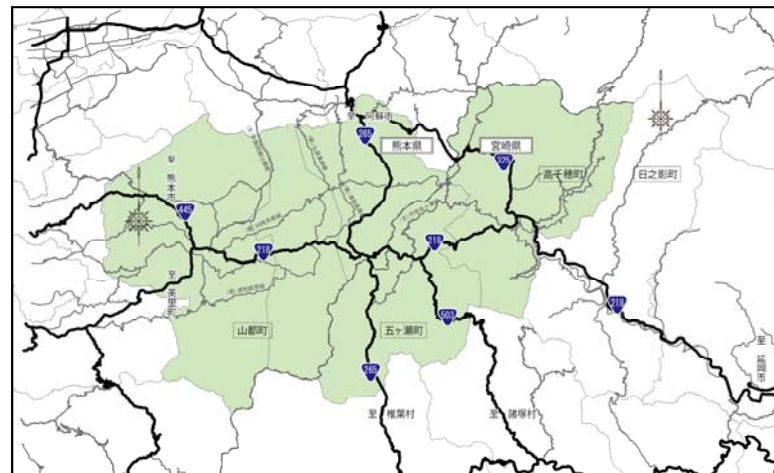 至 阿蘇市
265
熊本県
宮崎県
325
高千穂町
日之影町
至 熊本市
445
218
218
218
至 美里町
503
山都町
五ヶ瀬町
265
至 椎葉村
至 諸塚村
至 延岡市